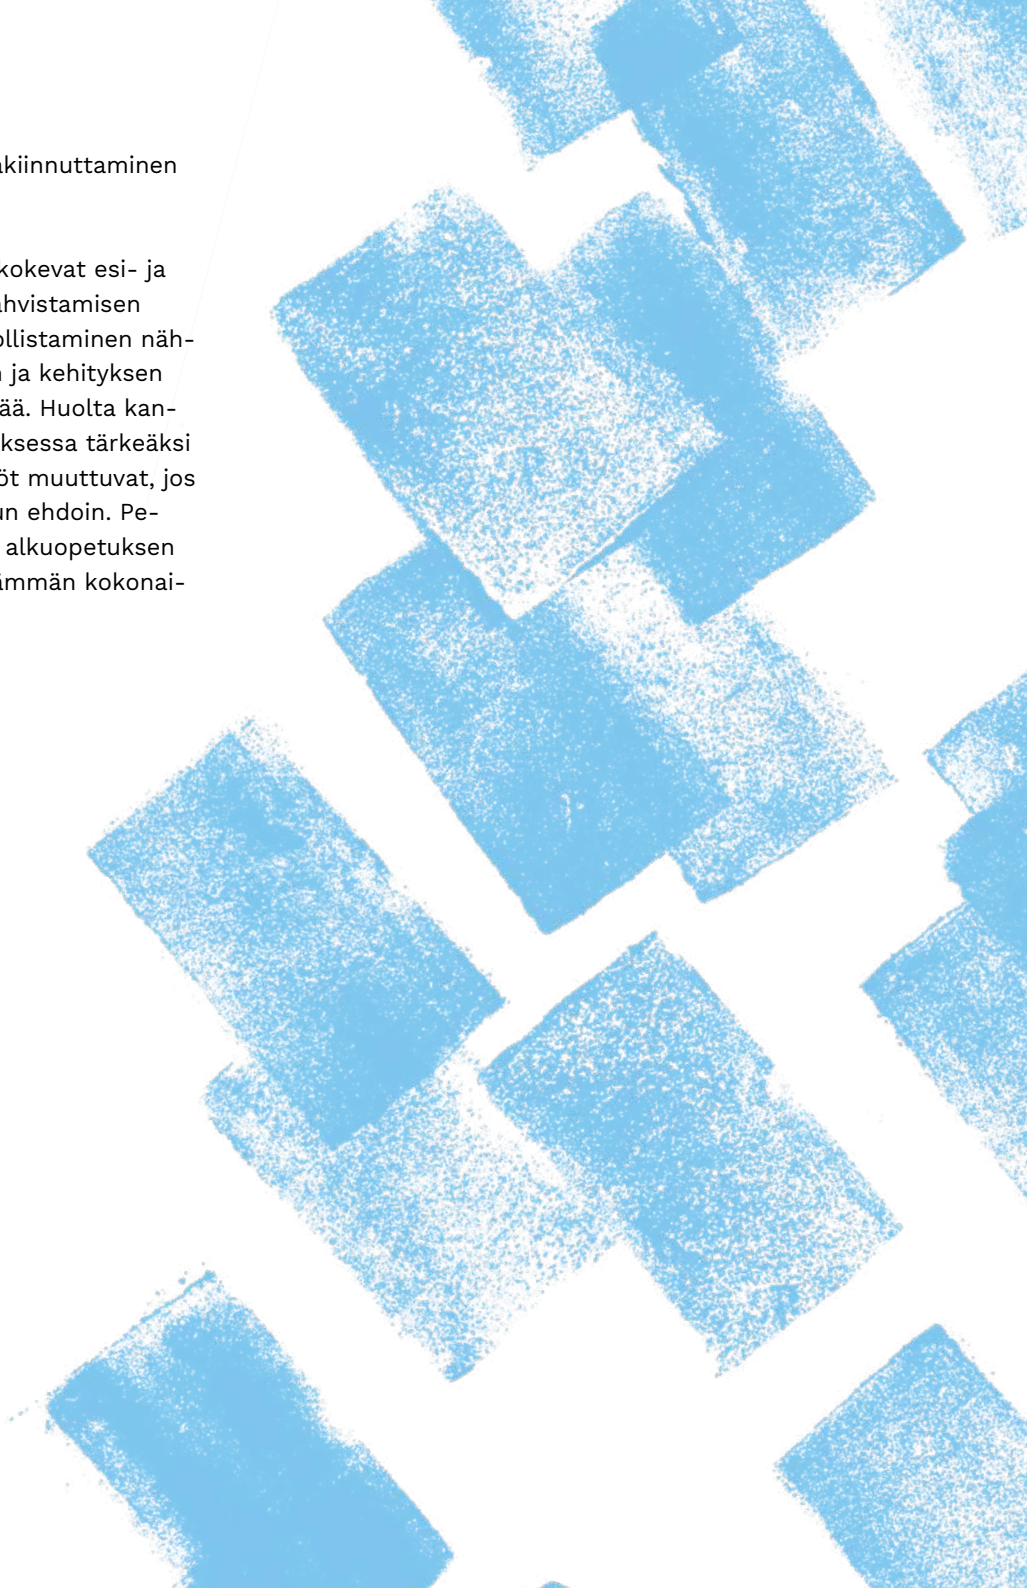 akiinnuttaminen
kokevat esi- ja
ahvistamisen
ollistaminen näh-
n ja kehityksen
ää. Huolta kan-
ksessa tärkeäksi
öt muuttuvat, jos
un ehdoin. Pe-
alkuopetuksen
ämmän kokonai-